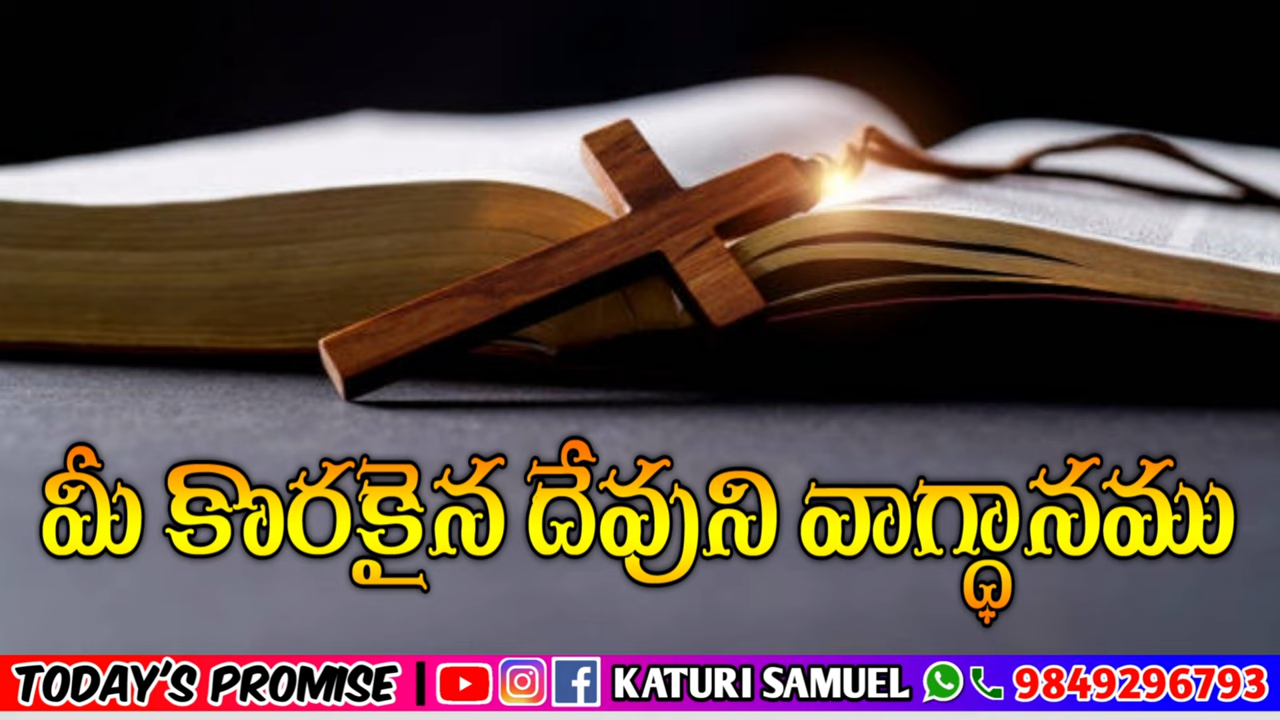 మీ కొరకైన దేవుని వాగ్ధానము
TODAY'S PROMISE | KATURI SAMUEL 9849296793